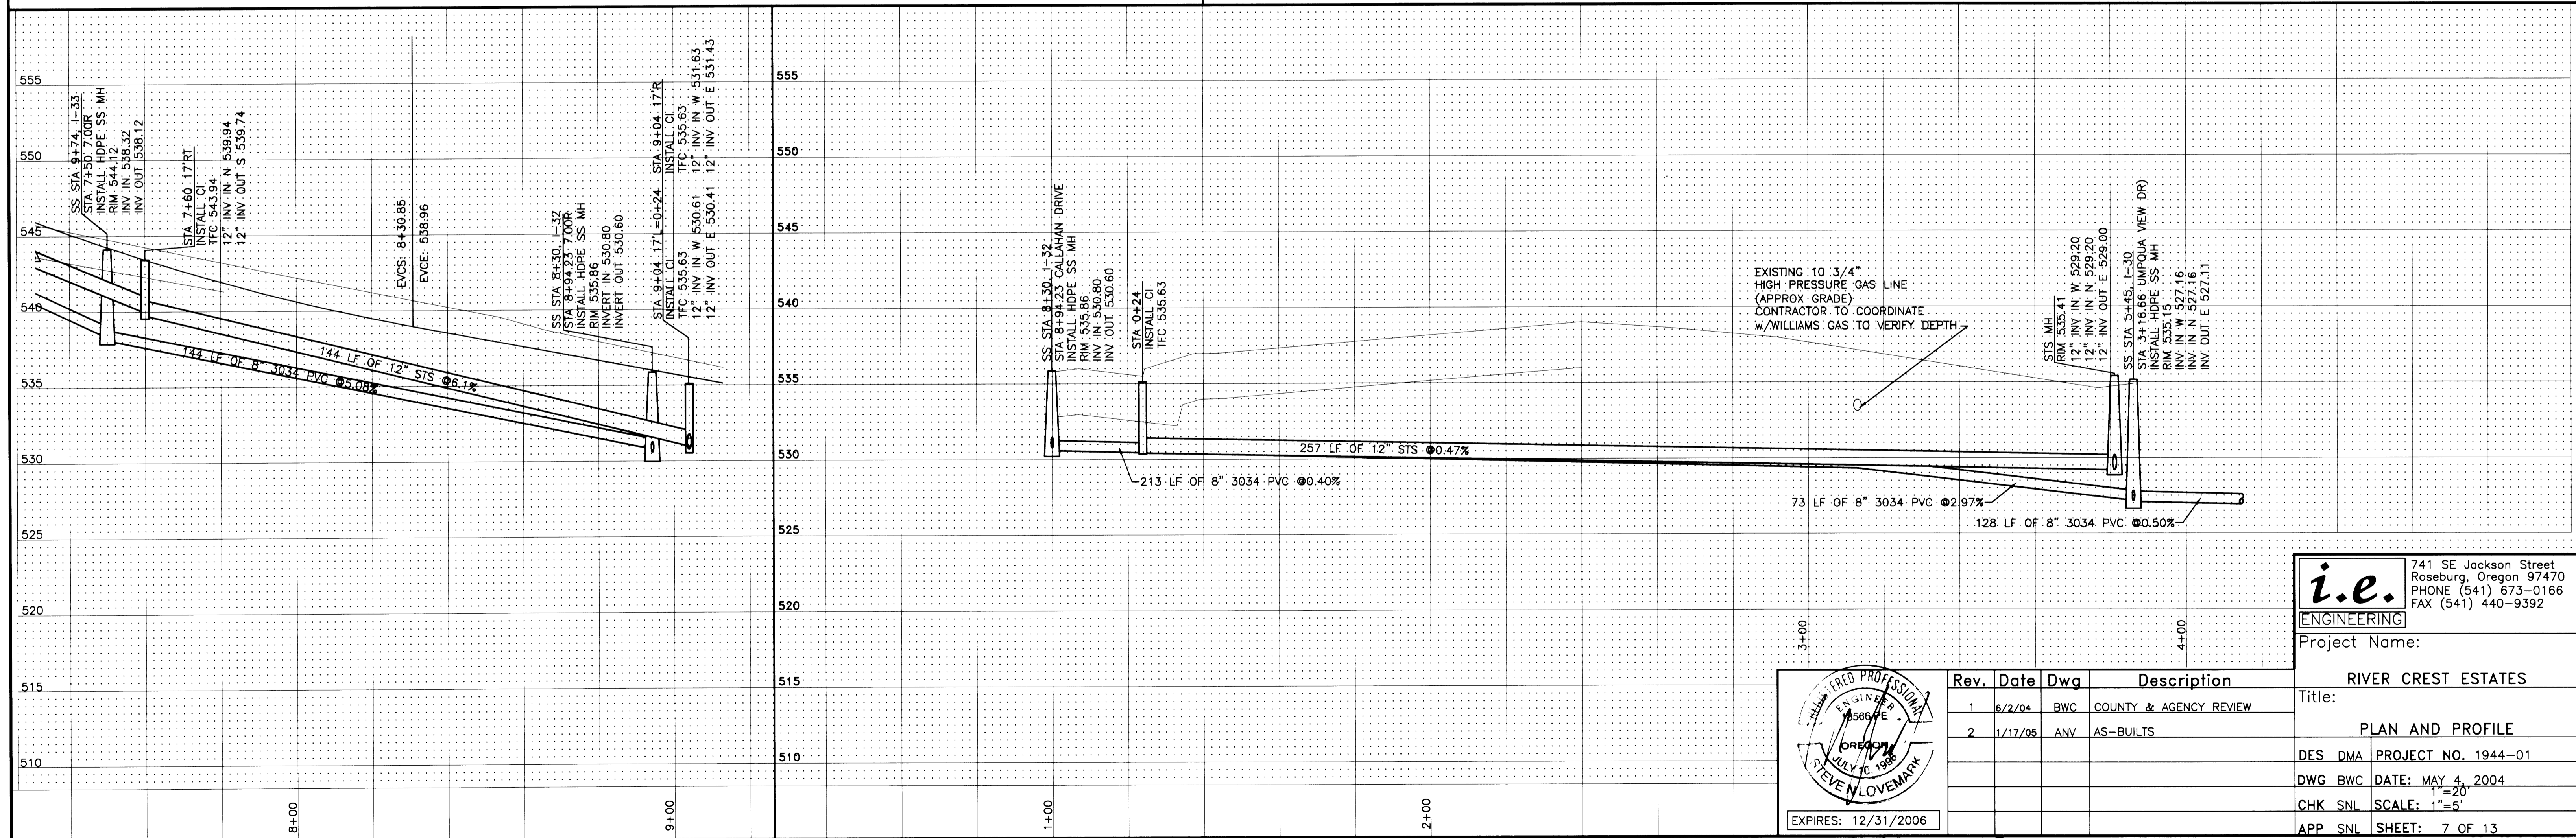 555
550
545
540
535
530
525
520
515
510
SS STA 9+74, I-33
STA 7+50 7.00R
INSTALL HDPE SS MH
RIM 544.12
INV IN 538.32
INV OUT 538.12
STA 7+60 17'RT
INSTALL CI
TFC 543.94
12" INV IN N 539.94
12" INV OUT S 539.74
EVCS: 8+30.85
EVCE: 538.96
SS STA 8+30, I-32
STA 8+94.23 7.00R
INSTALL HDPE SS MH
RIM 535.86
INVERT IN 530.80
INVERT OUT 530.60
STA 9+04 17'L=0+24
INSTALL CI
TFC 535.63
12" INV IN W 530.61
12" INV OUT E 530.41
STA 9+04 17'R
INSTALL CI
TFC 535.63
12" INV IN W 531.63
12" INV OUT E 531.43
144 LF OF 12" STS @6.1%
144 LF OF 8" 3034 PVC @5.08%
8+00
9+00
555
550
545
540
535
530
525
520
515
510
SS STA 8+30, I-32
STA 8+94.23 CALLAHAN DRIVE
INSTALL HDPE SS MH
RIM 535.86
INV IN 530.80
INV OUT 530.60
STA 0+24
INSTALL CI
TFC 535.63
EXISTING 10 3/4"
HIGH PRESSURE GAS LINE
(APPROX GRADE)
CONTRACTOR TO COORDINATE
w/WILLIAMS GAS TO VERIFY DEPTH
STS MH
RIM 535.41
12" INV IN W 529.20
12" INV IN N 529.20
12" INV OUT E 529.00
SS STA 5+45, I-30
STA 3+16.66 UMPQUA VIEW DR)
INSTALL HDPE SS MH
RIM 535.15
INV IN W 527.16
INV IN N 527.16
INV OUT E 527.11
257 LF OF 12" STS @0.47%
213 LF OF 8" 3034 PVC @0.40%
73 LF OF 8" 3034 PVC @2.97%
128 LF OF 8" 3034 PVC @0.50%
1+00
2+00
3+00
4+00
i.e.
ENGINEERING
741 SE Jackson Street
Roseburg, Oregon 97470
PHONE (541) 673-0166
FAX (541) 440-9392
Project Name:
RIVER CREST ESTATES
Title:
PLAN AND PROFILE
DES DMA PROJECT NO. 1944-01
DWG BWC DATE: MAY 4, 2004
CHK SNL SCALE: 1"=20' 1"=5'
APP SNL SHEET: 7 OF 13
Rev. Date Dwg Description
1 6/2/04 BWC COUNTY & AGENCY REVIEW
2 1/17/05 ANV AS-BUILTS
PROFESSIONAL
ENGINEER
OREGON
JULY 10, 1996
STEVE N LOVEMARK
EXPIRES: 12/31/2006